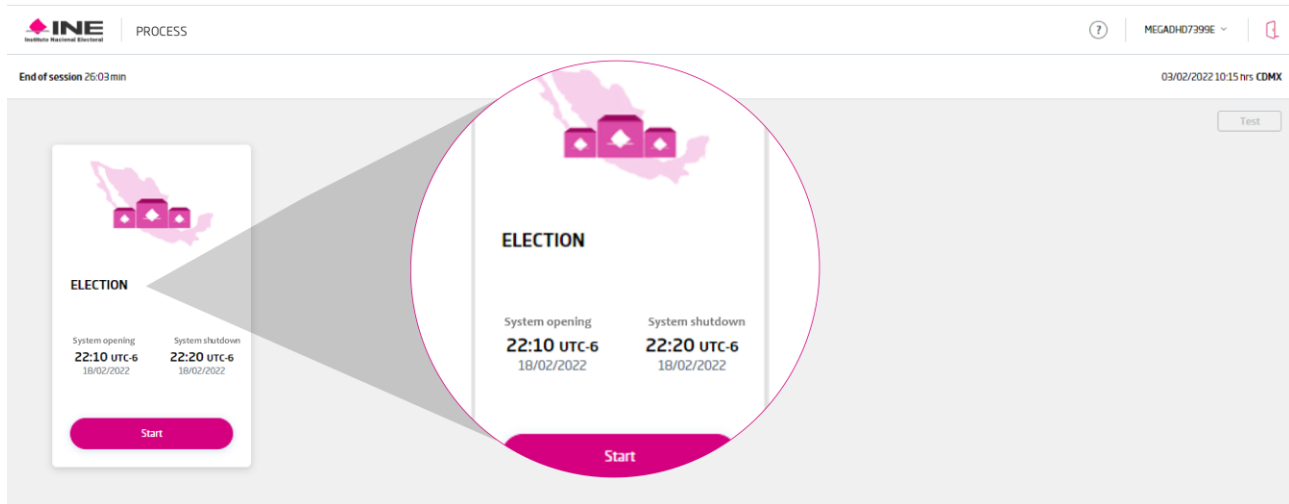 INE
Instituto Nacional Electoral
PROCESS
?
MEGADHD7399E
End of session 26:03 min
03/02/2022 10:15 hrs CDMX
Test
ELECTION
System opening System shutdown
22:10 UTC-6 22:20 UTC-6
18/02/2022 18/02/2022
Start
ELECTION
System opening System shutdown
22:10 UTC-6 22:20 UTC-6
18/02/2022 18/02/2022
Start